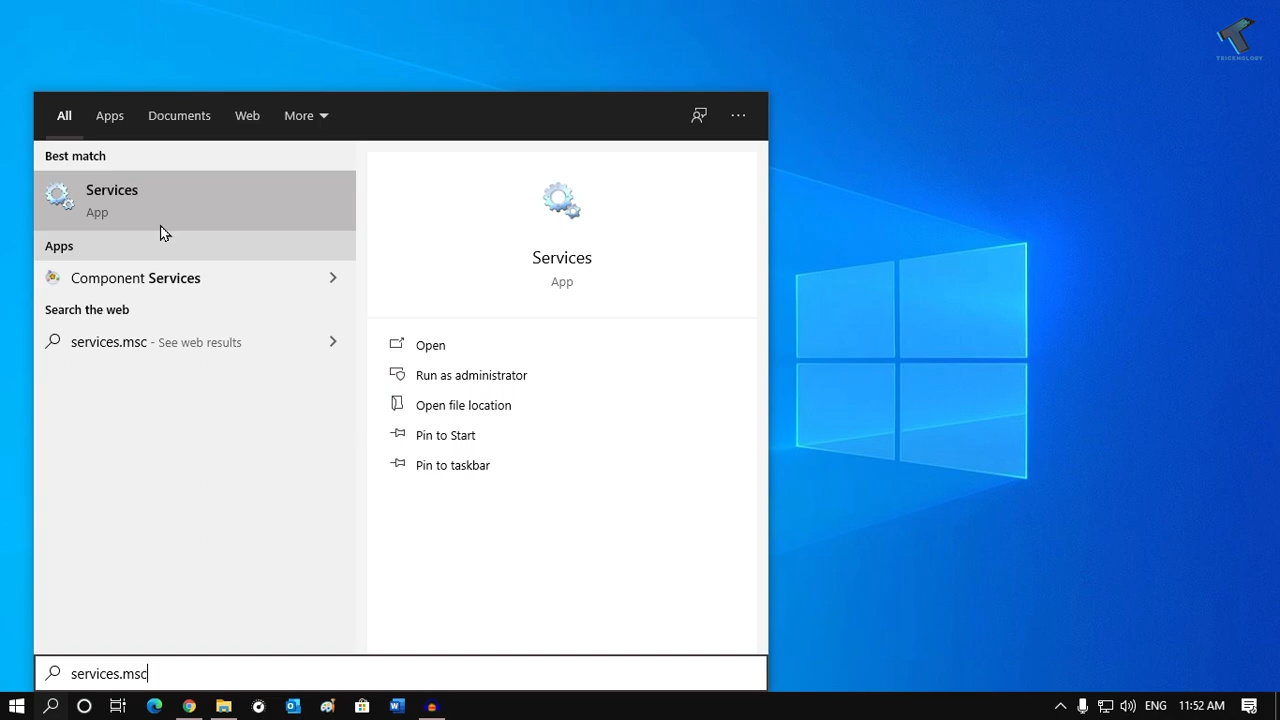 TRICKNOLOGY
All Apps Documents Web More
Best match
Services
App
Apps
Component Services
Search the web
services.msc - See web results
Services
App
Open
Run as administrator
Open file location
Pin to Start
Pin to taskbar
services.msc
ENG 11:52 AM